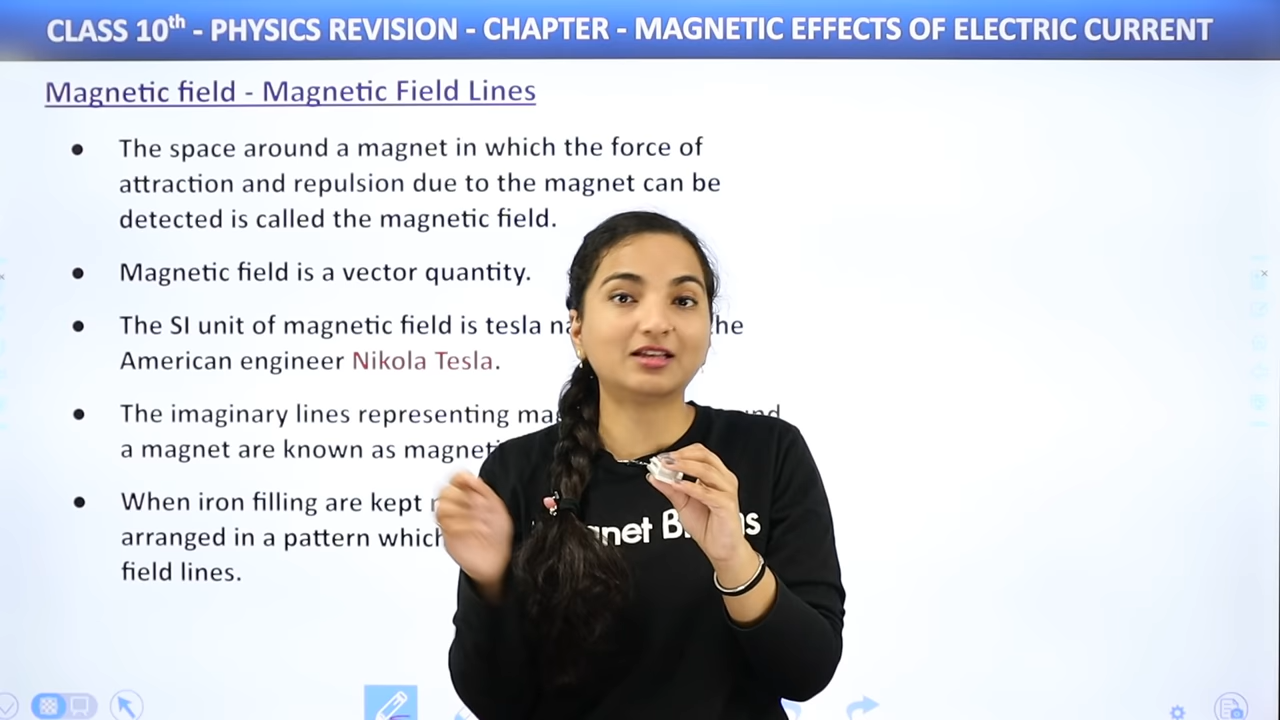 CLASS 10th - PHYSICS REVISION - CHAPTER - MAGNETIC EFFECTS OF ELECTRIC CURRENT
Magnetic field - Magnetic Field Lines
● The space around a magnet in which the force of
attraction and repulsion due to the magnet can be
detected is called the magnetic field.
● Magnetic field is a vector quantity.
● The SI unit of magnetic field is tesla
American engineer Nikola Tesla.
● The imaginary lines representing
a magnet are known as
● When iron filling are kept
arranged in a pattern which
field lines.